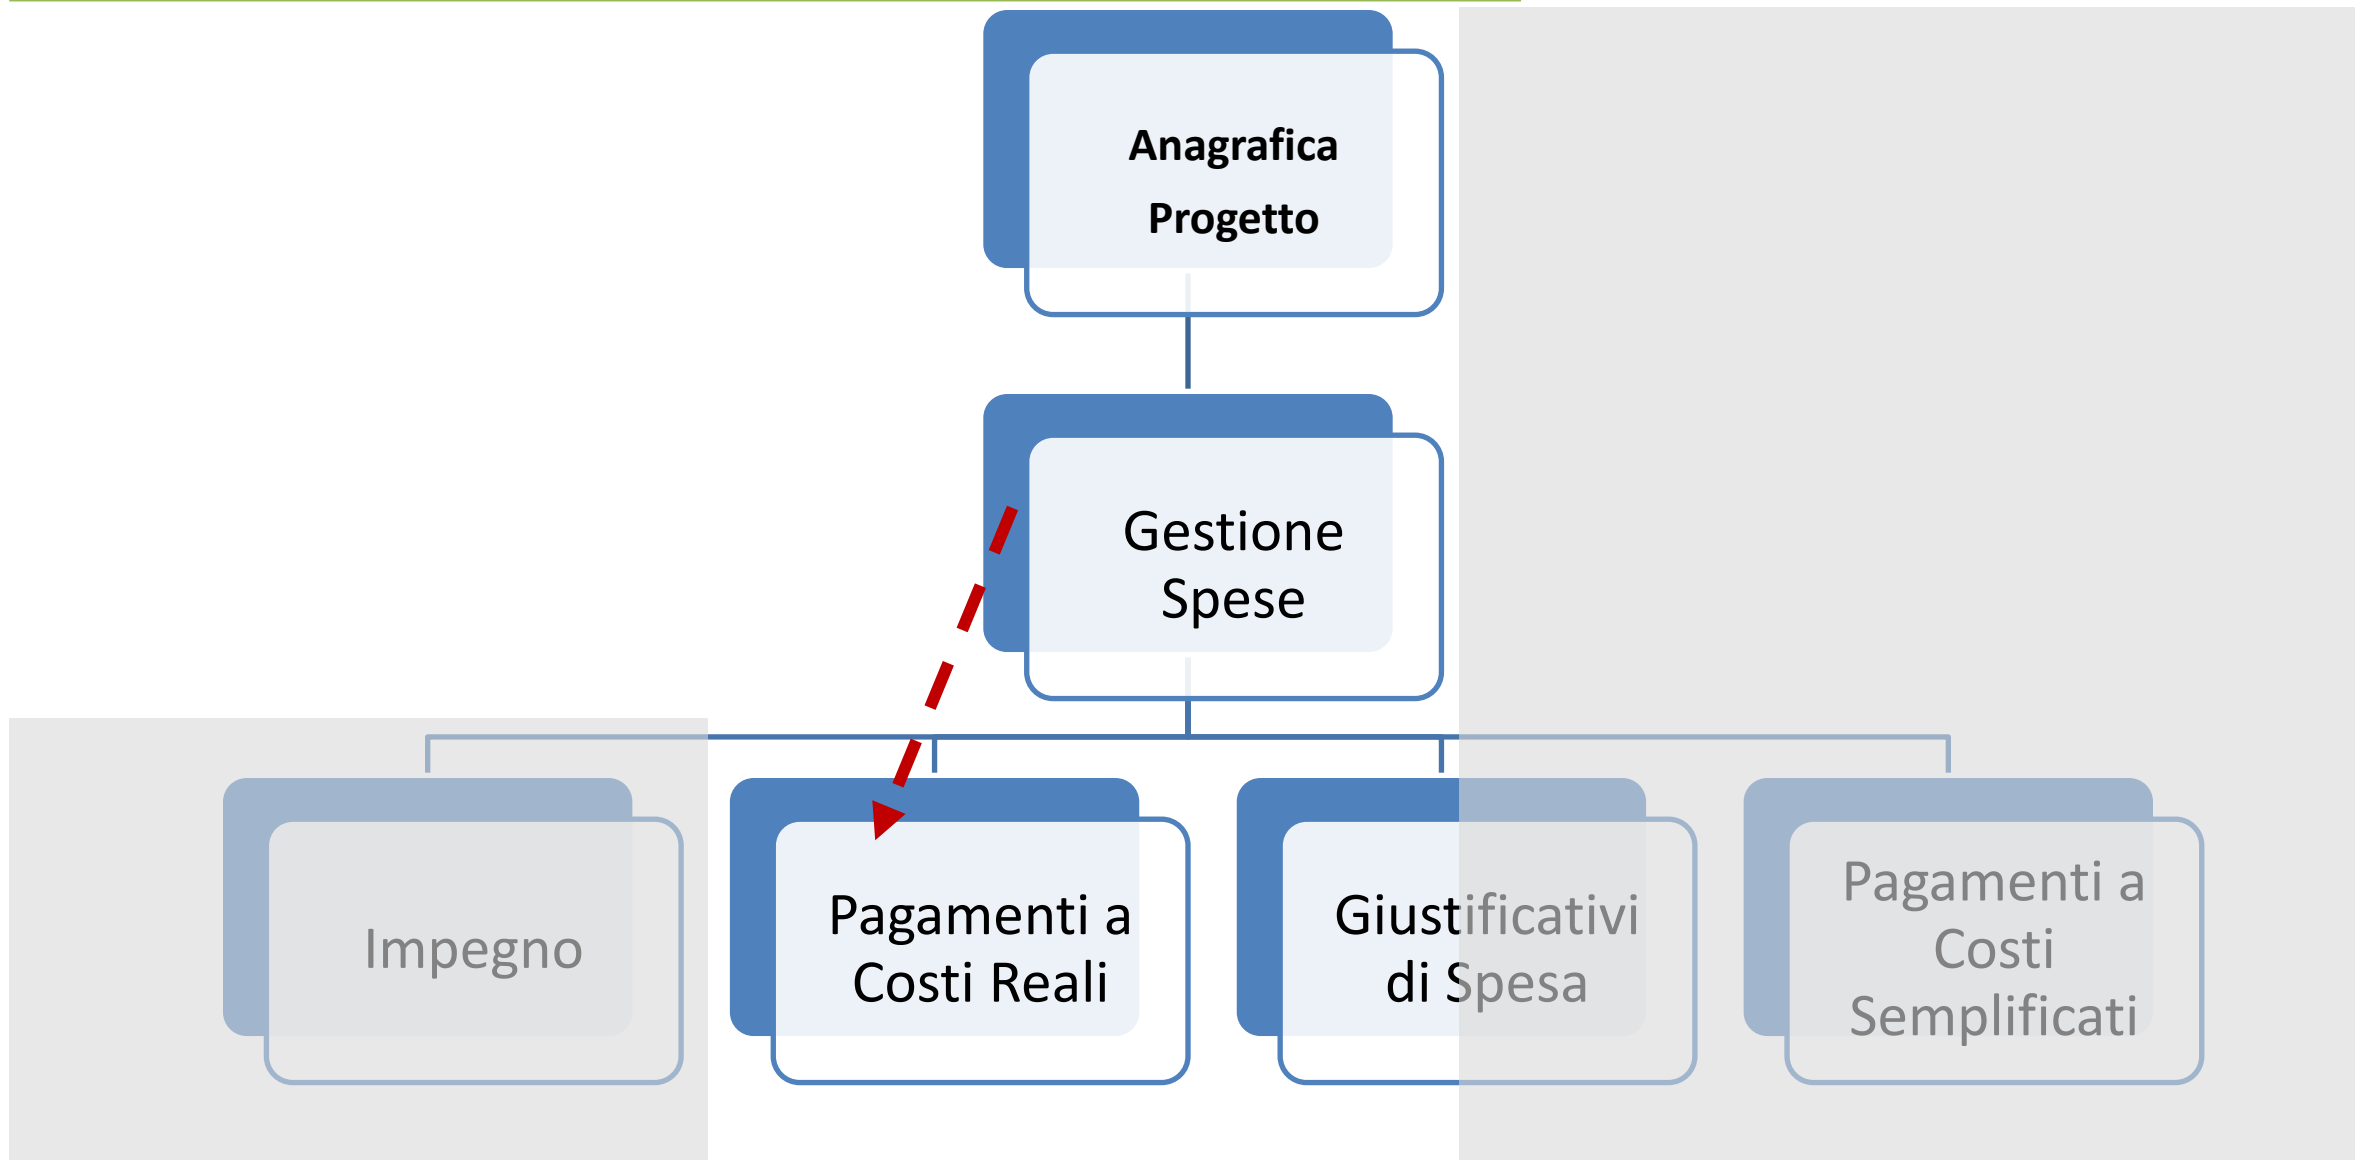 Anagrafica
Progetto
Gestione
Spese
Impegno
Pagamenti a
Costi Reali
Giustificativi
di Spesa
Pagamenti a
Costi
Semplificati